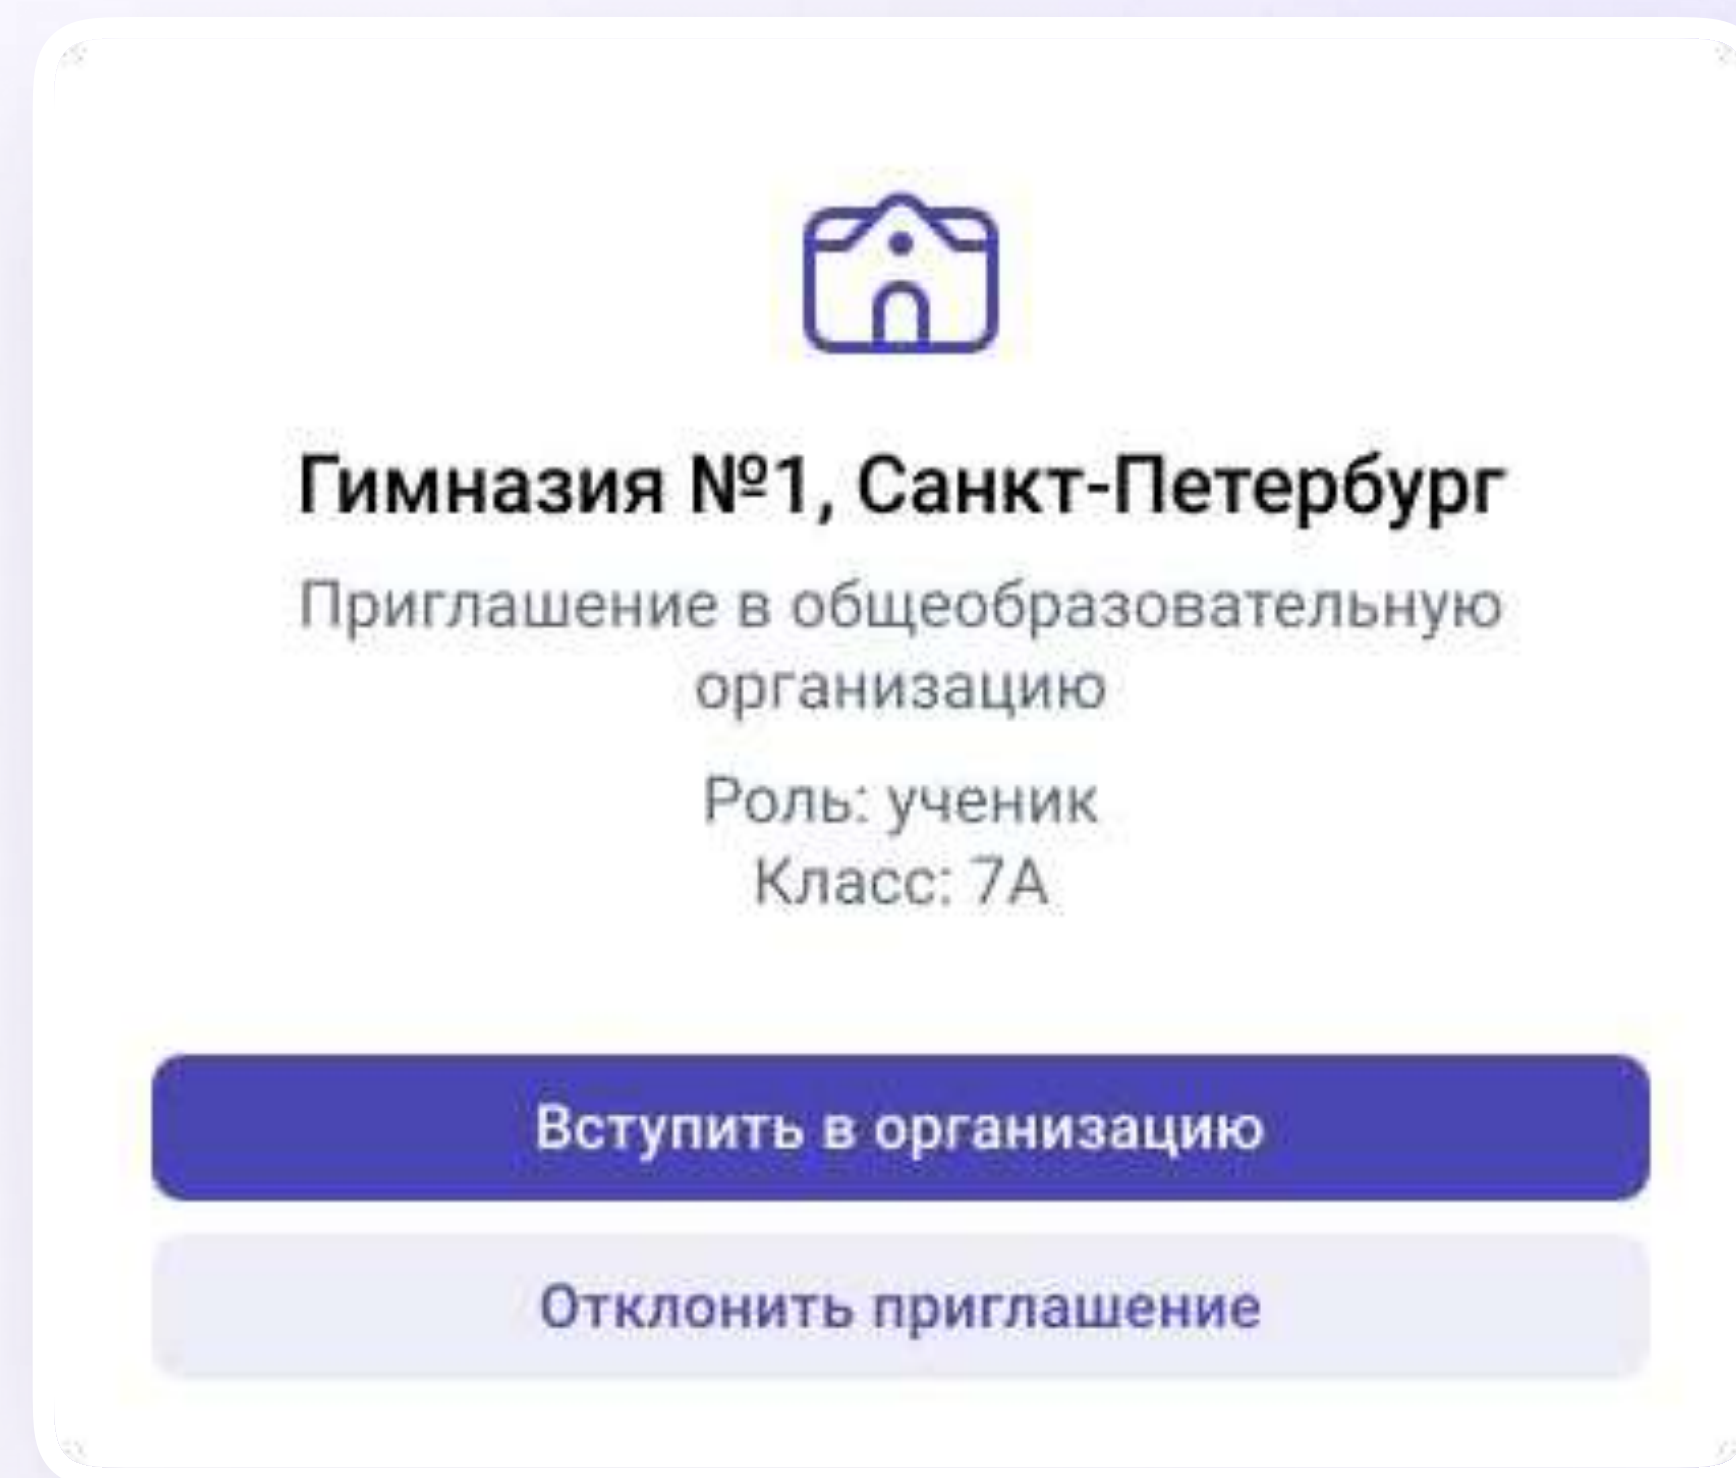 Гимназия №1, Санкт-Петербург
Приглашение в общеобразовательную
организацию
Роль: ученик
Класс: 7А
Вступить в организацию
Отклонить приглашение